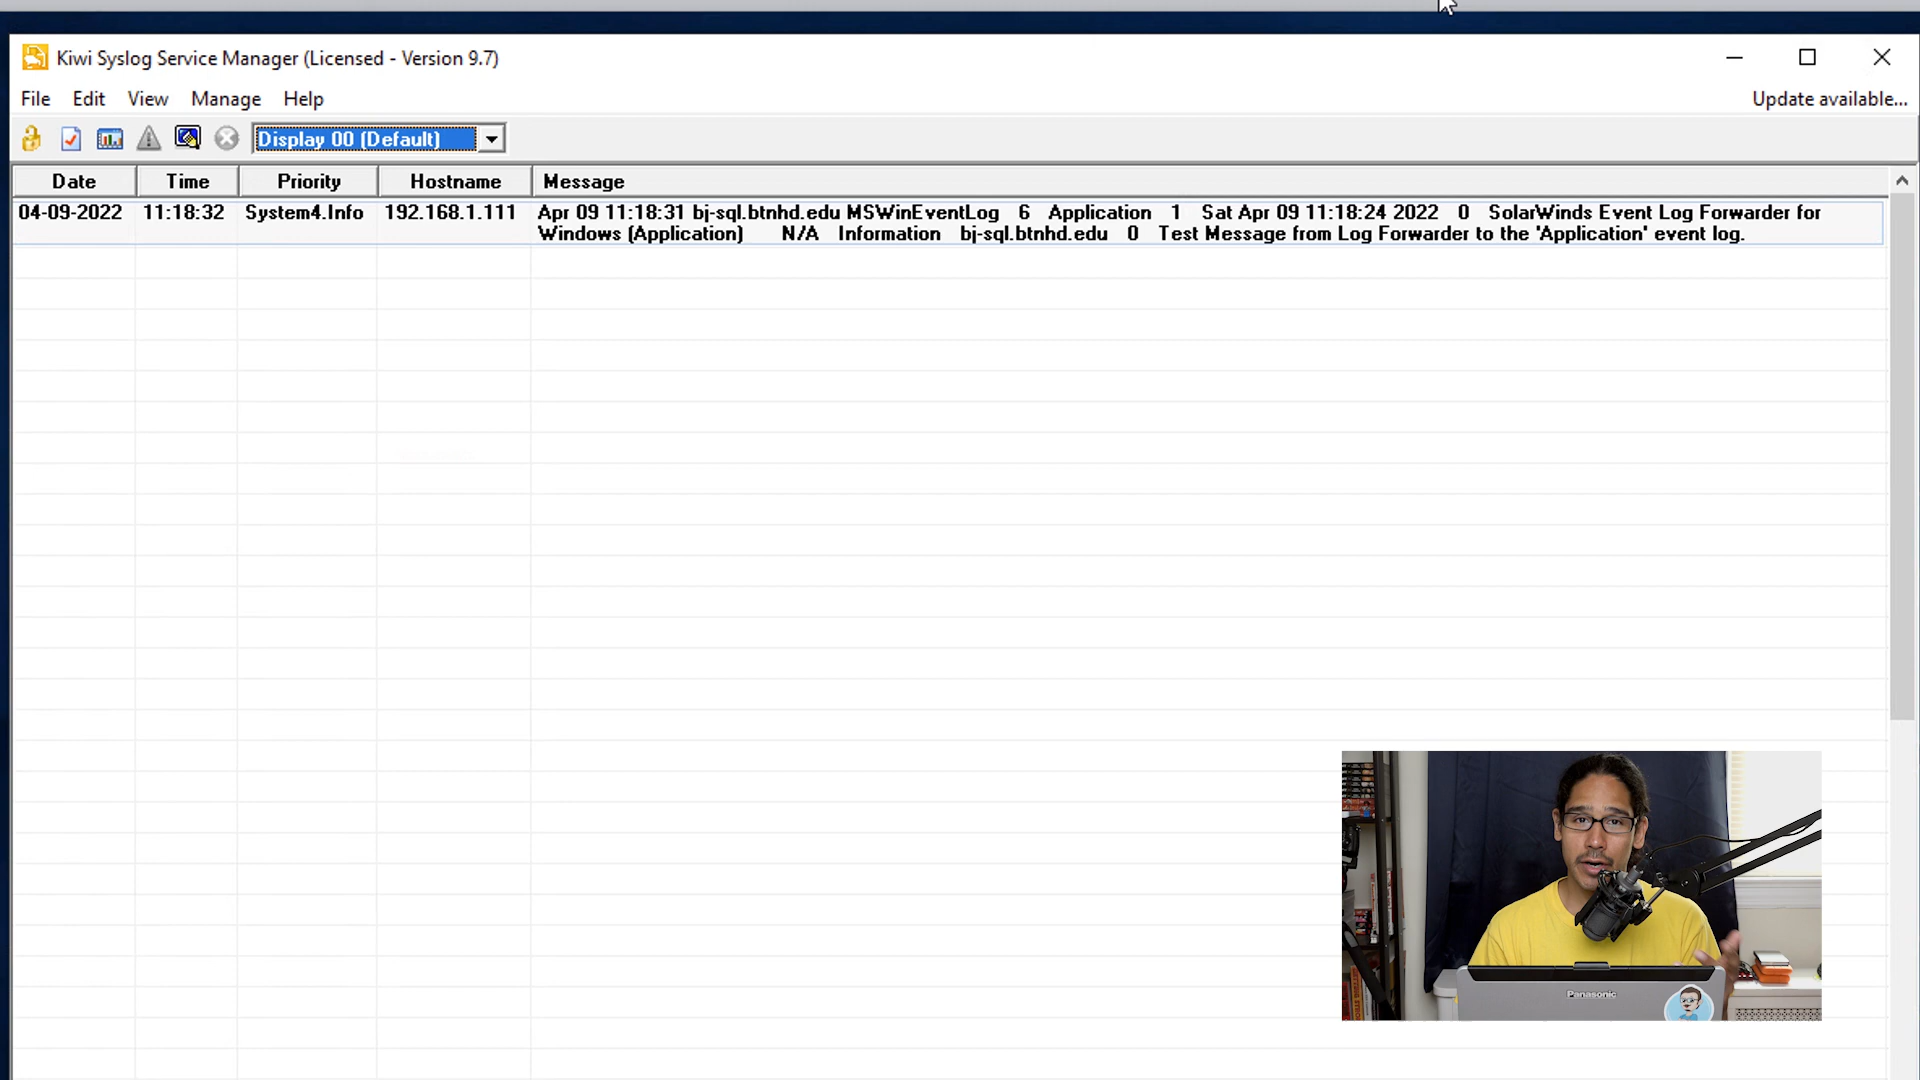 Kiwi Syslog Service Manager (Licensed - Version 9.7)
File Edit View Manage Help Update available...
Display 00 (Default)
Date Time Priority Hostname Message
04-09-2022 11:18:32 System4.Info 192.168.1.111 Apr 09 11:18:31 bj-sql.btnhd.edu MSWinEventLog 6 Application 1 Sat Apr 09 11:18:24 2022 0 SolarWinds Event Log Forwarder for
Windows (Application) N/A Information bj-sql.btnhd.edu 0 Test Message from Log Forwarder to the 'Application' event log.
Panasonic